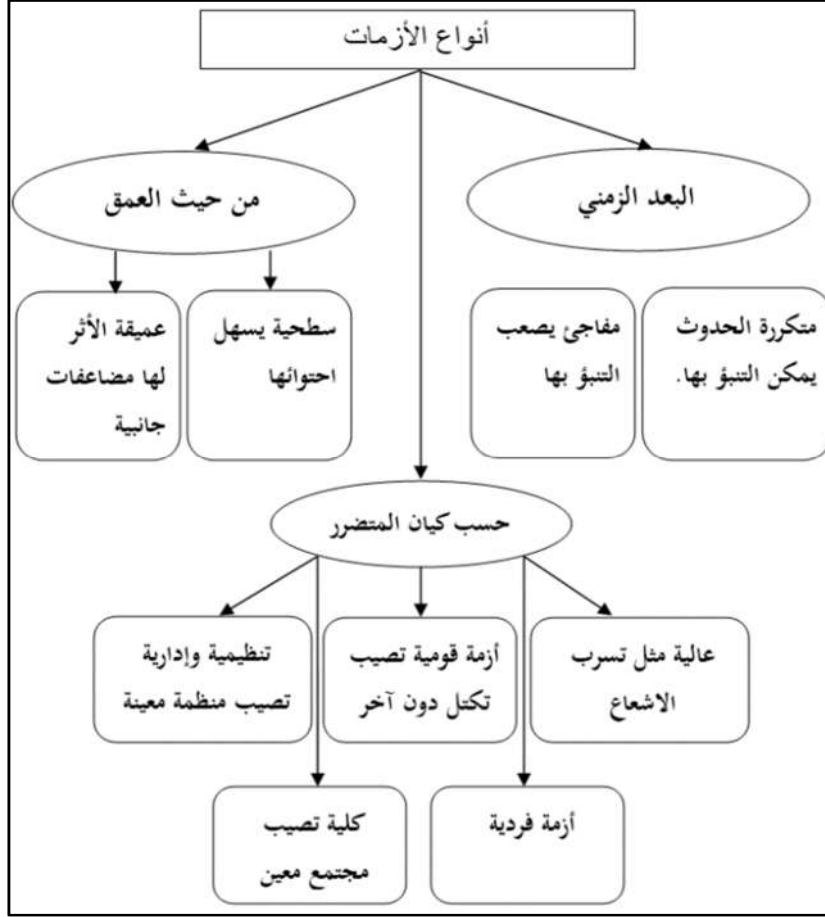 أنواع الأزمات
البعد الزمني
من حيث العمق
متكررة الحدوث
يمكن التنبؤ بها.
مفاجئ يصعب
التنبؤ بها
سطحية يسهل
احتوائها
عميقة الأثر
لها مضاعفات
جانبية
حسب كيان المتضرر
عالية مثل تسرب
الاشعاع
أزمة قومية تصيب
تكتل دون آخر
تنظيمية وإدارية
تصيب منظمة معينة
أزمة فردية
كلية تصيب
مجتمع معين